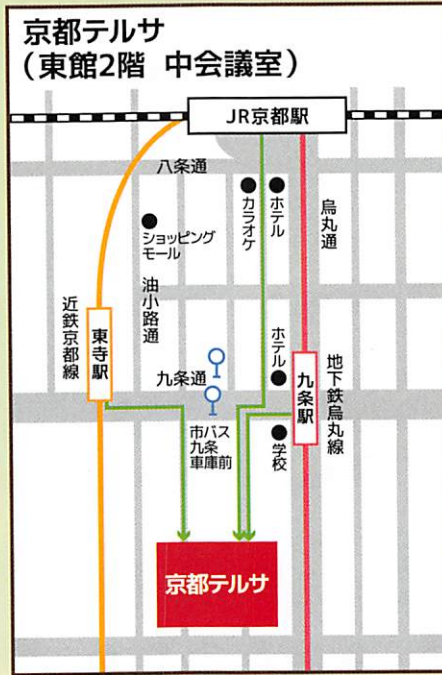 京都テルサ
(東館2階 中会議室)
JR京都駅
八条通
カラオケ
ホテル
烏丸通
ショッピング
モール
油小路通
近鉄京都線
東寺駅
九条通
ホテル
九条駅
地下鉄烏丸線
市バス
九条
車庫前
学校
京都テルサ